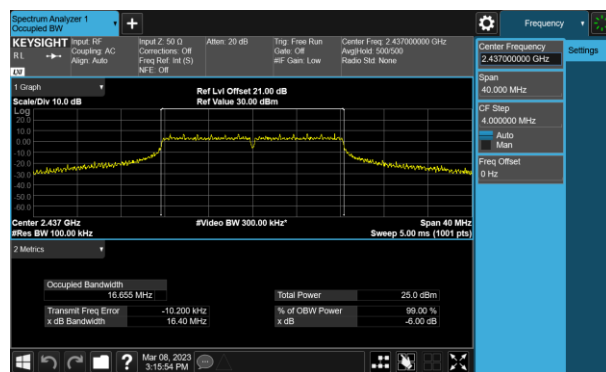 Spectrum Analyzer 1
Occupied BW
Frequency
KEYSIGHT Input: RF Input Z: 50 Ω Atten: 20 dB Trig: Free Run Center Freq: 2.437000000 GHz
RL Coupling: AC Corrections: Off Gate: Off Avg|Hold: 500/500
Align: Auto Freq Ref: Int (S) #IF Gain: Low Radio Std: None
NFE: Off
LXI
Center Frequency
2.437000000 GHz
Settings
Span
40.000 MHz
CF Step
4.000000 MHz
Auto
Man
Freq Offset
0 Hz
1 Graph
Ref Lvl Offset 21.00 dB
Scale/Div 10.0 dB Ref Value 30.00 dBm
Log
20.0
10.0
0.00
-10.0
-20.0
-30.0
-40.0
-50.0
-60.0
Center 2.437 GHz #Video BW 300.00 kHz* Span 40 MHz
#Res BW 100.00 kHz Sweep 5.00 ms (1001 pts)
2 Metrics
Occupied Bandwidth
16.655 MHz
Total Power 25.0 dBm
Transmit Freq Error -10.200 kHz % of OBW Power 99.00 %
x dB Bandwidth 16.40 MHz x dB -6.00 dB
Mar 08, 2023
3:15:54 PM